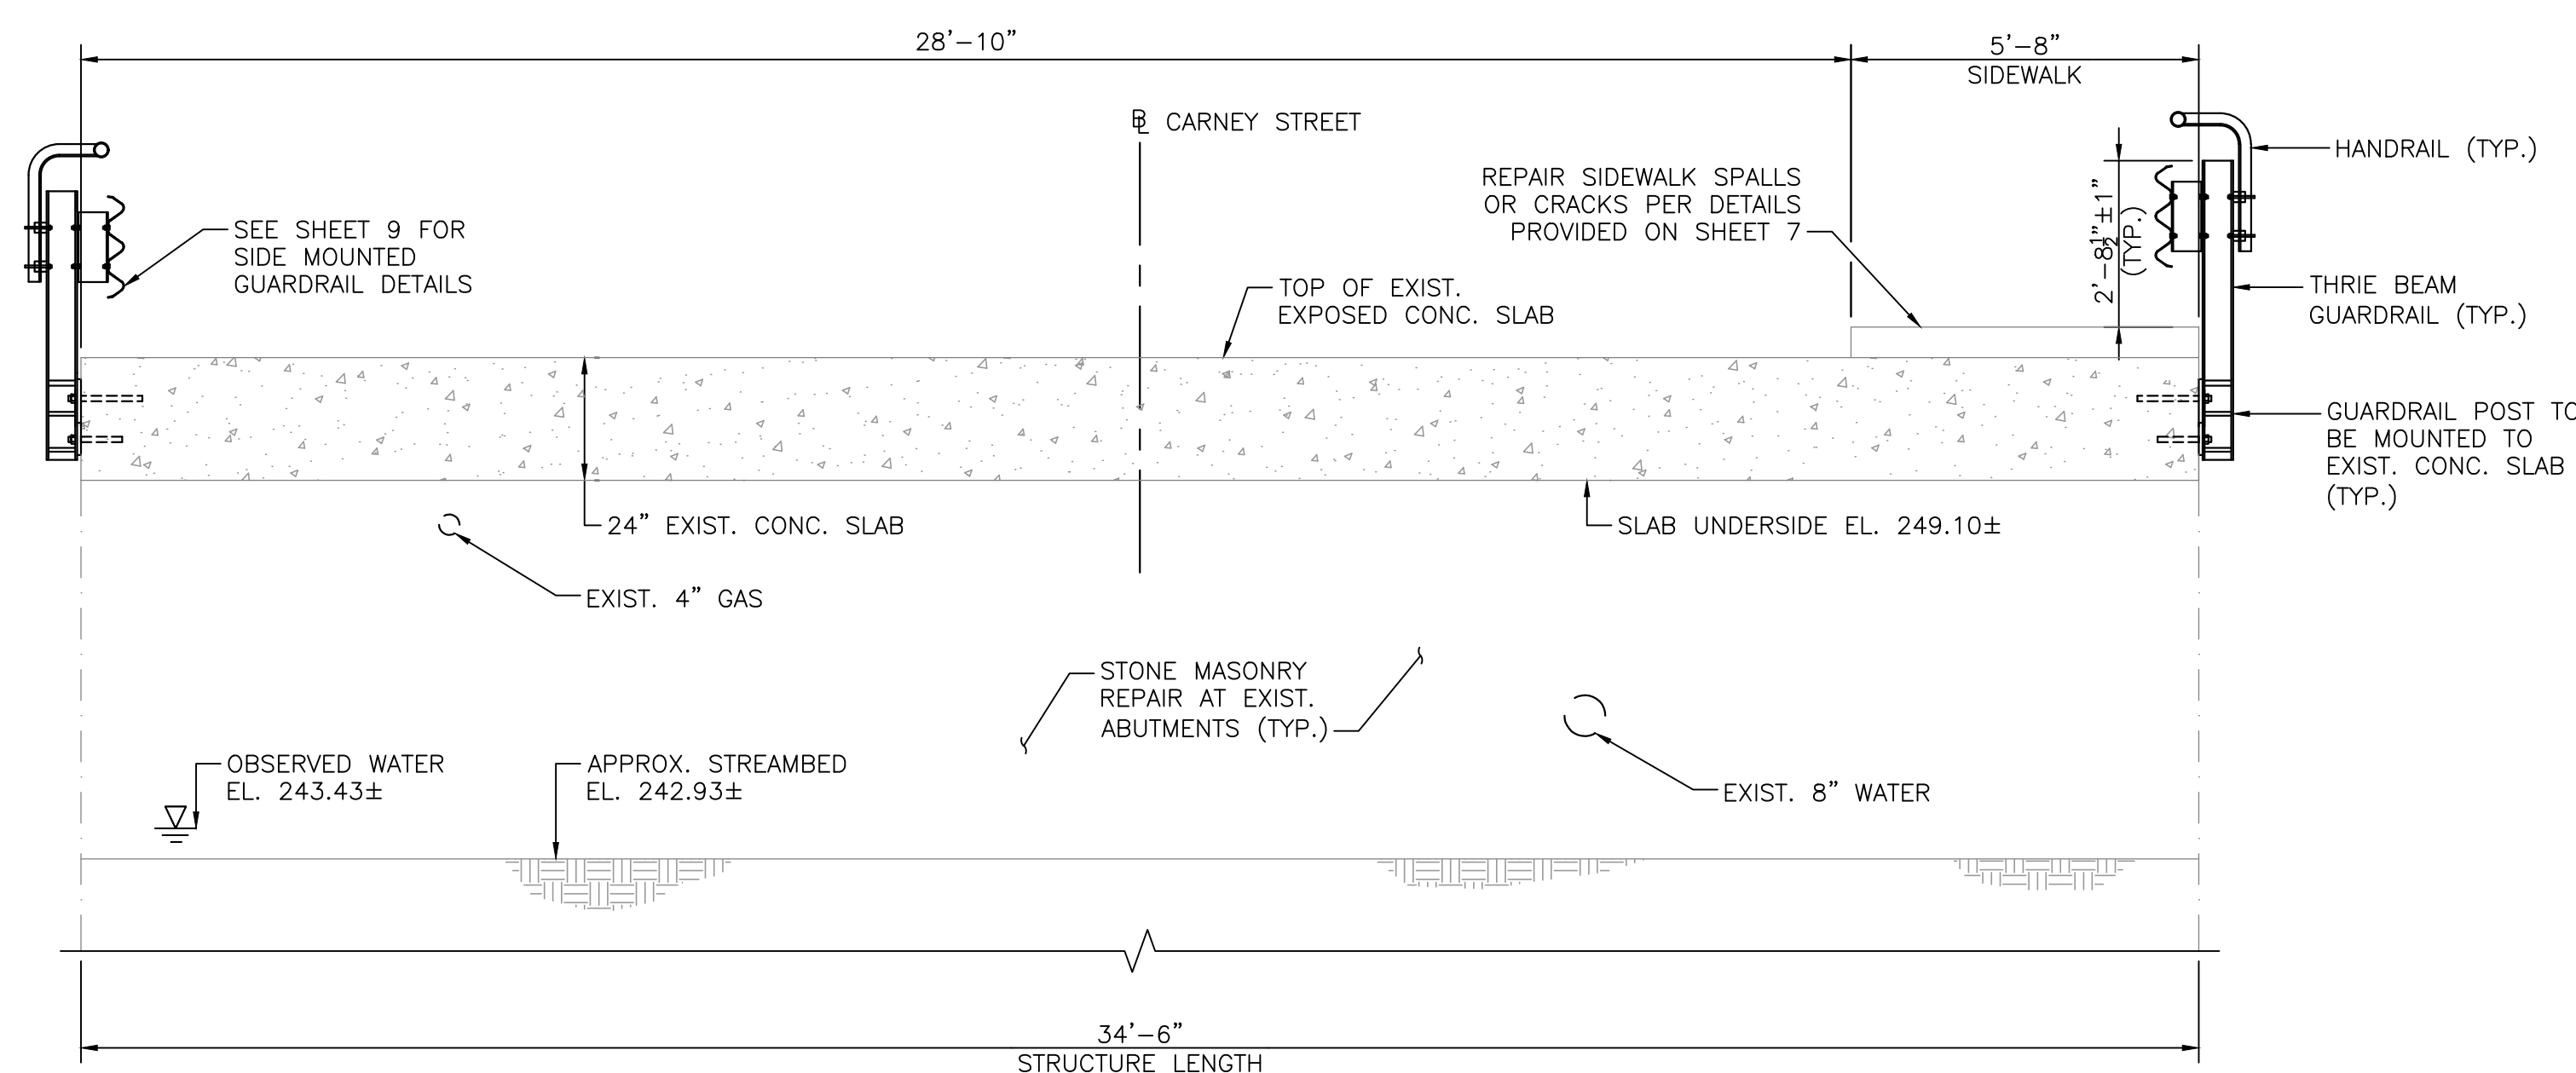 28'-10"
5'-8"
SIDEWALK
℄ CARNEY STREET
HANDRAIL (TYP.)
REPAIR SIDEWALK SPALLS
OR CRACKS PER DETAILS
PROVIDED ON SHEET 7
2'-8½"±1"
(TYP.)
SEE SHEET 9 FOR
SIDE MOUNTED
GUARDRAIL DETAILS
TOP OF EXIST.
EXPOSED CONC. SLAB
THRIE BEAM
GUARDRAIL (TYP.)
GUARDRAIL POST TO
BE MOUNTED TO
EXIST. CONC. SLAB
(TYP.)
24" EXIST. CONC. SLAB
SLAB UNDERSIDE EL. 249.10±
EXIST. 4" GAS
STONE MASONRY
REPAIR AT EXIST.
ABUTMENTS (TYP.)
OBSERVED WATER
EL. 243.43±
APPROX. STREAMBED
EL. 242.93±
EXIST. 8" WATER
34'-6"
STRUCTURE LENGTH